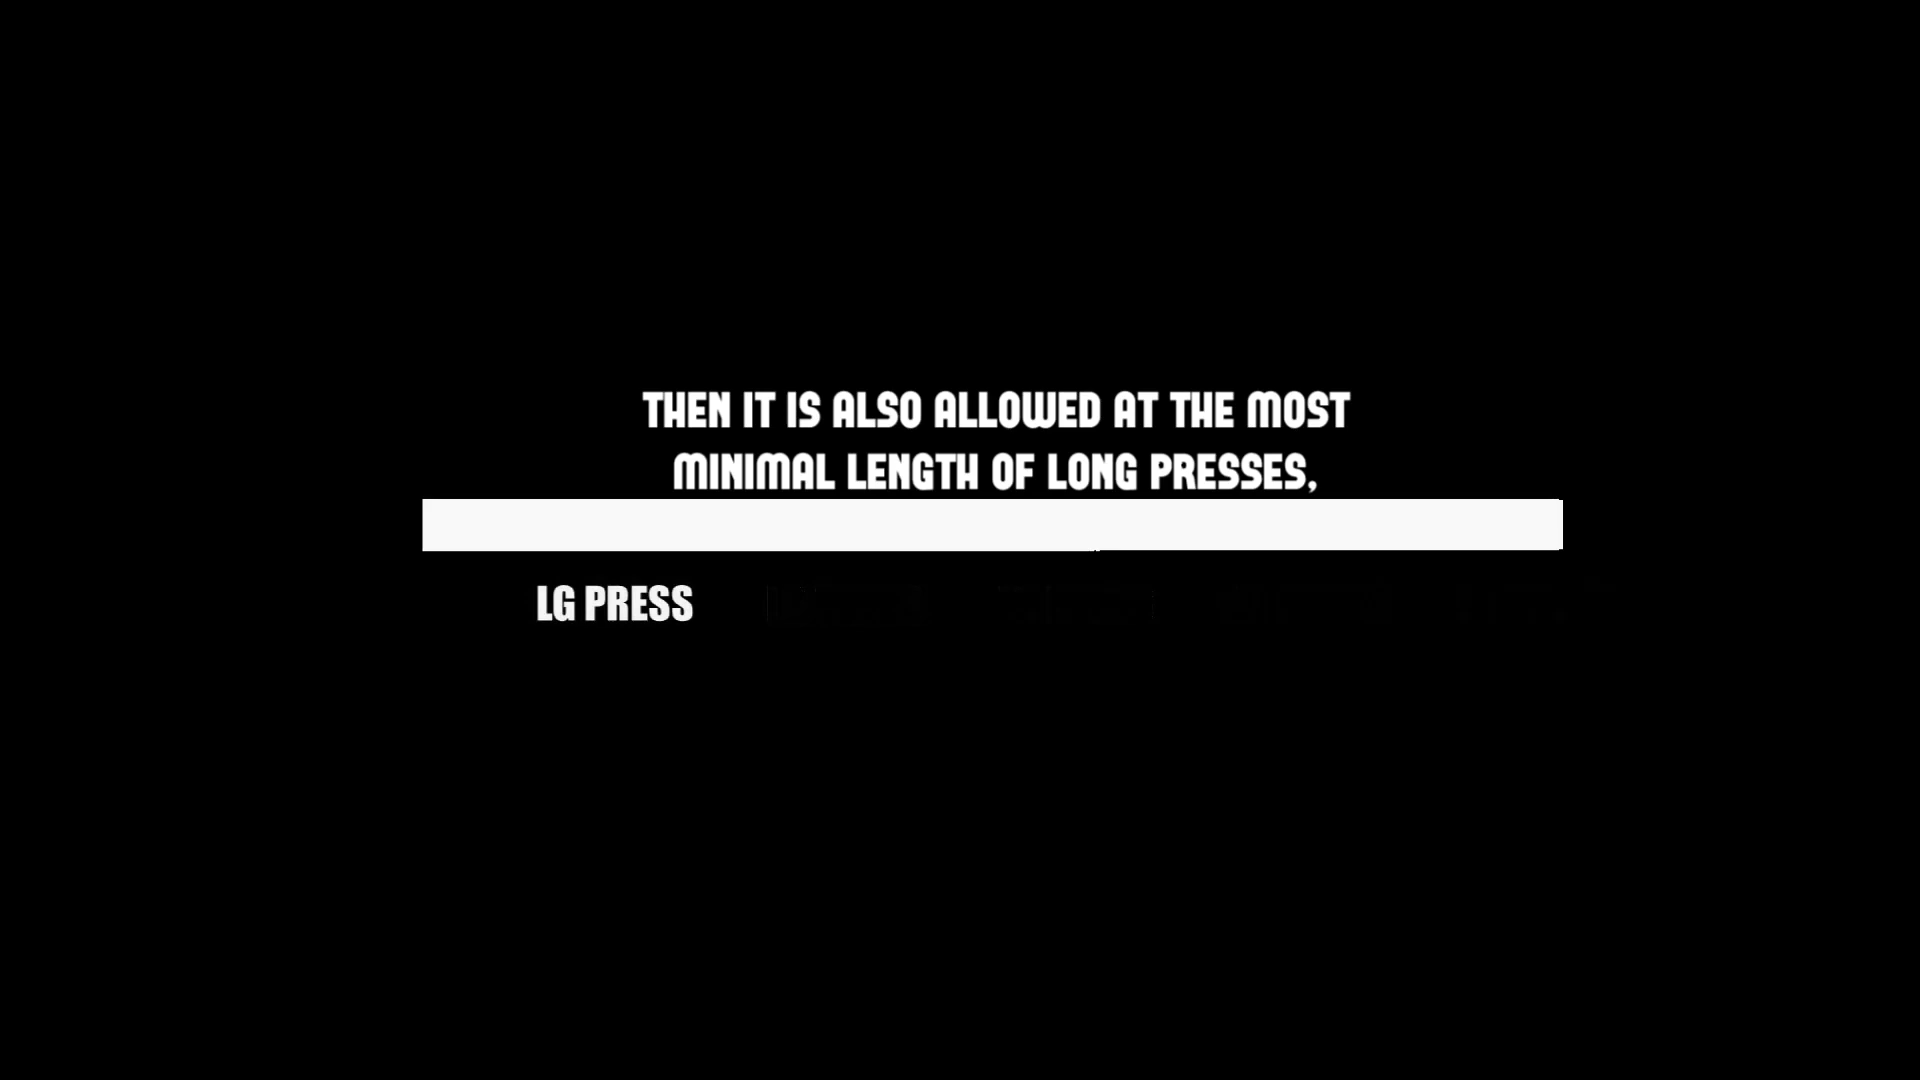 THEN IT IS ALSO ALLOWED AT THE MOST
MINIMAL LENGTH OF LONG PRESSES,
LG PRESS